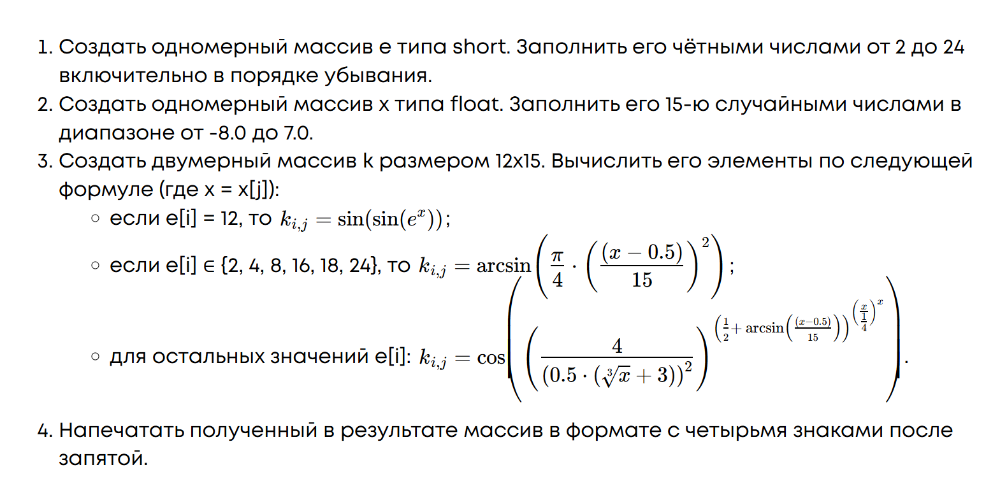 1. Создать одномерный массив e типа short. Заполнить его чётными числами от 2 до 24
включительно в порядке убывания.
2. Создать одномерный массив x типа float. Заполнить его 15-ю случайными числами в
диапазоне от -8.0 до 7.0.
3. Создать двумерный массив k размером 12x15. Вычислить его элементы по следующей
формуле (где x = x[j]):
○ если e[i] = 12, то $k_{i,j} = \sin(\sin(e^x))$;
○ если e[i] ∈ {2, 4, 8, 16, 18, 24}, то $k_{i,j} = \arcsin\left(\frac{\pi}{4} \cdot \left(\frac{(x-0.5)}{15}\right)^2\right)$;
○ для остальных значений e[i]: $k_{i,j} = \cos\left(\left(\frac{4}{(0.5 \cdot (\sqrt[3]{x}+3))^2}\right)^{\left(\frac{1}{2}+\arcsin\left(\frac{(x-0.5)}{15}\right)\right)^{\left(\frac{x}{\frac{1}{4}}\right)^x}}\right)$.
4. Напечатать полученный в результате массив в формате с четырьмя знаками после
запятой.